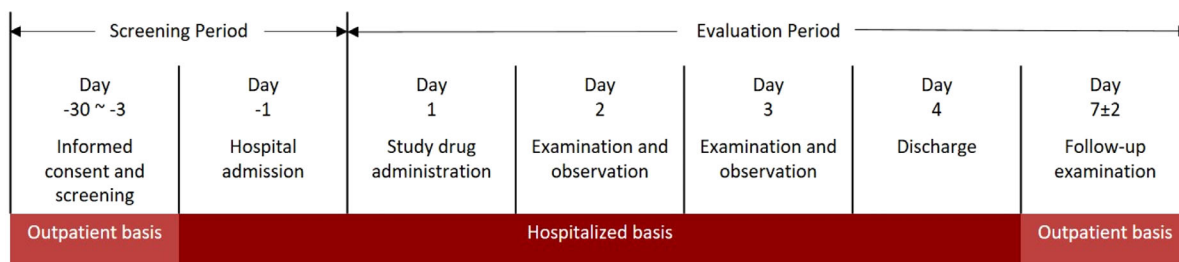 Screening Period
Evaluation Period
Day
-30 ~ -3
Informed
consent and
screening
Day
-1
Hospital
admission
Day
1
Study drug
administration
Day
2
Examination and
observation
Day
3
Examination and
observation
Day
4
Discharge
Day
7±2
Follow-up
examination
Outpatient basis
Hospitalized basis
Outpatient basis